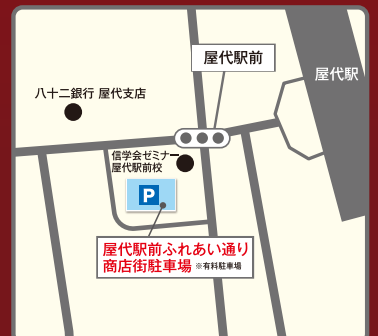 屋代駅前
屋代駅
八十二銀行 屋代支店
信学会ゼミナー
屋代駅前校
P
屋代駅前ふれあい通り
商店街駐車場 ※有料駐車場